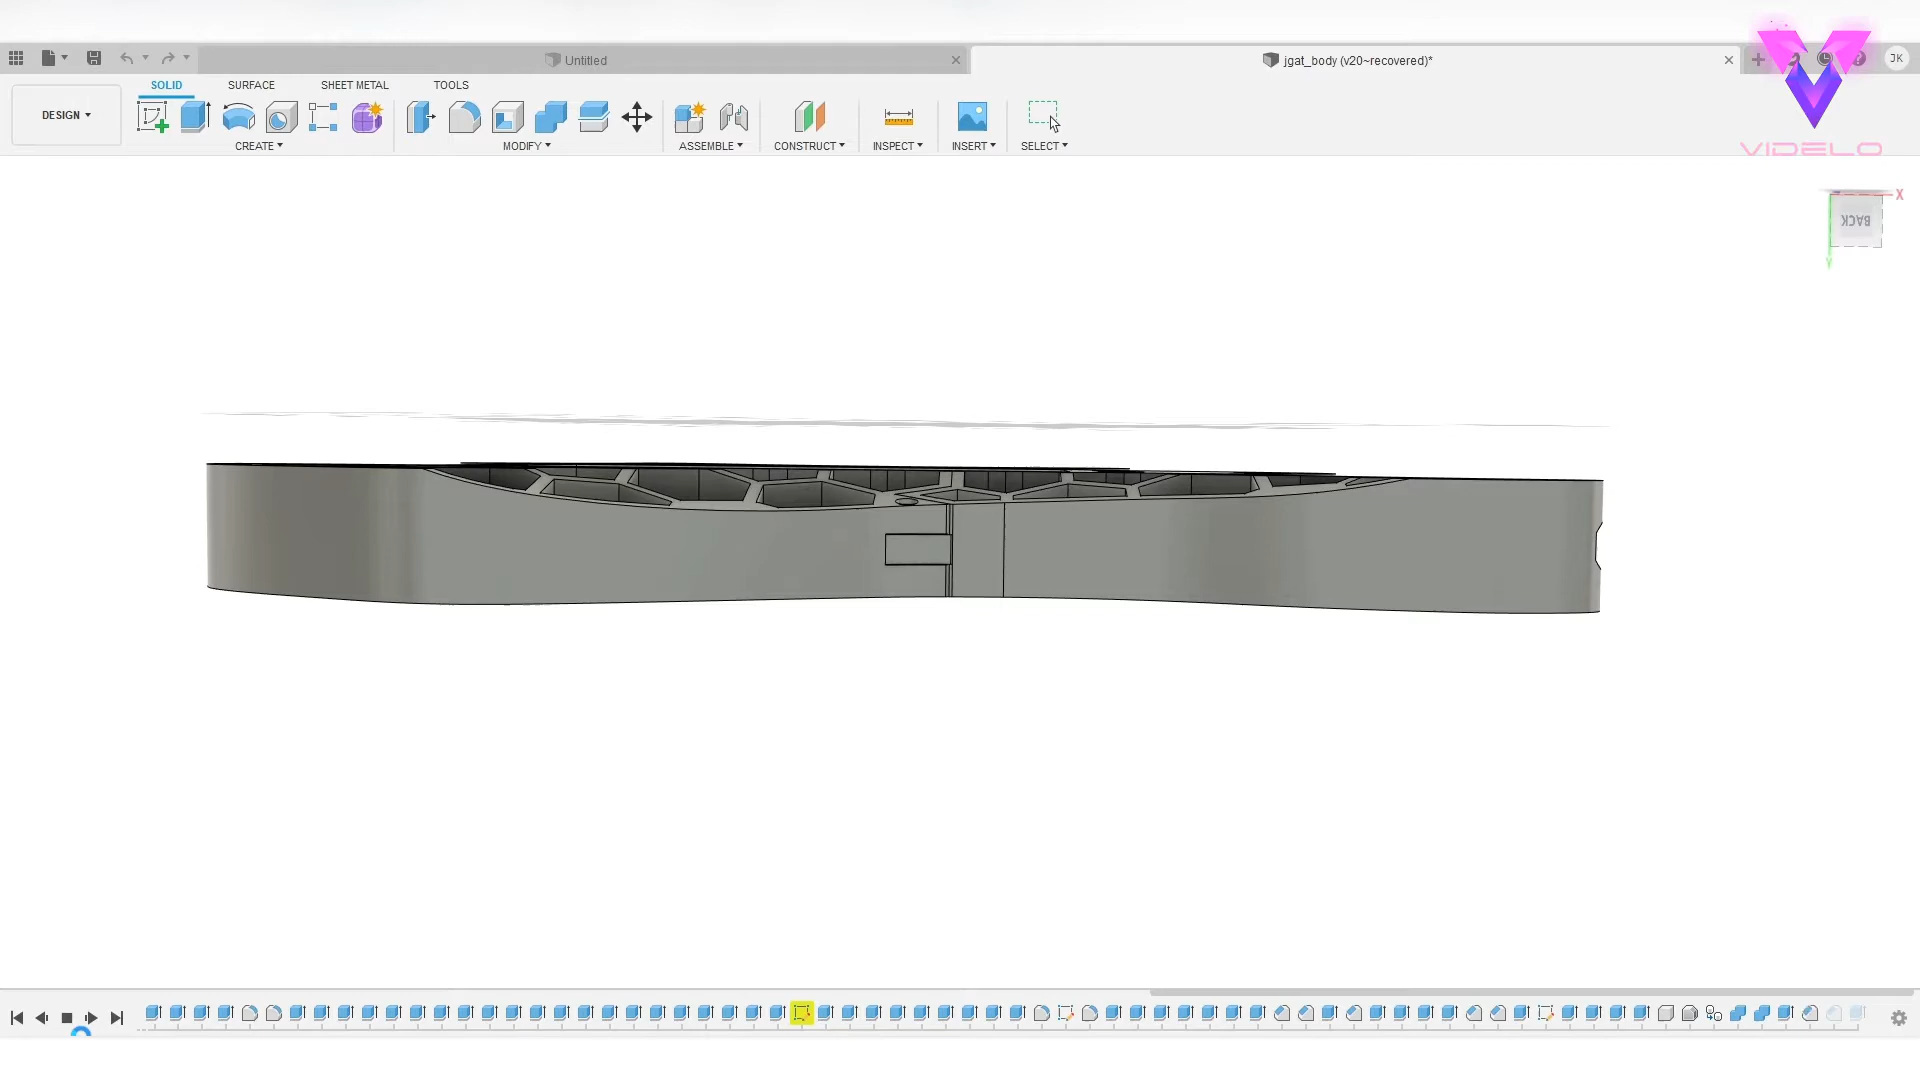 Untitled
jgat_body (v20~recovered)*
JK
SOLID
SURFACE
SHEET METAL
TOOLS
DESIGN
CREATE
MODIFY
ASSEMBLE
CONSTRUCT
INSPECT
INSERT
SELECT
VIDELO
X
BACK
Y